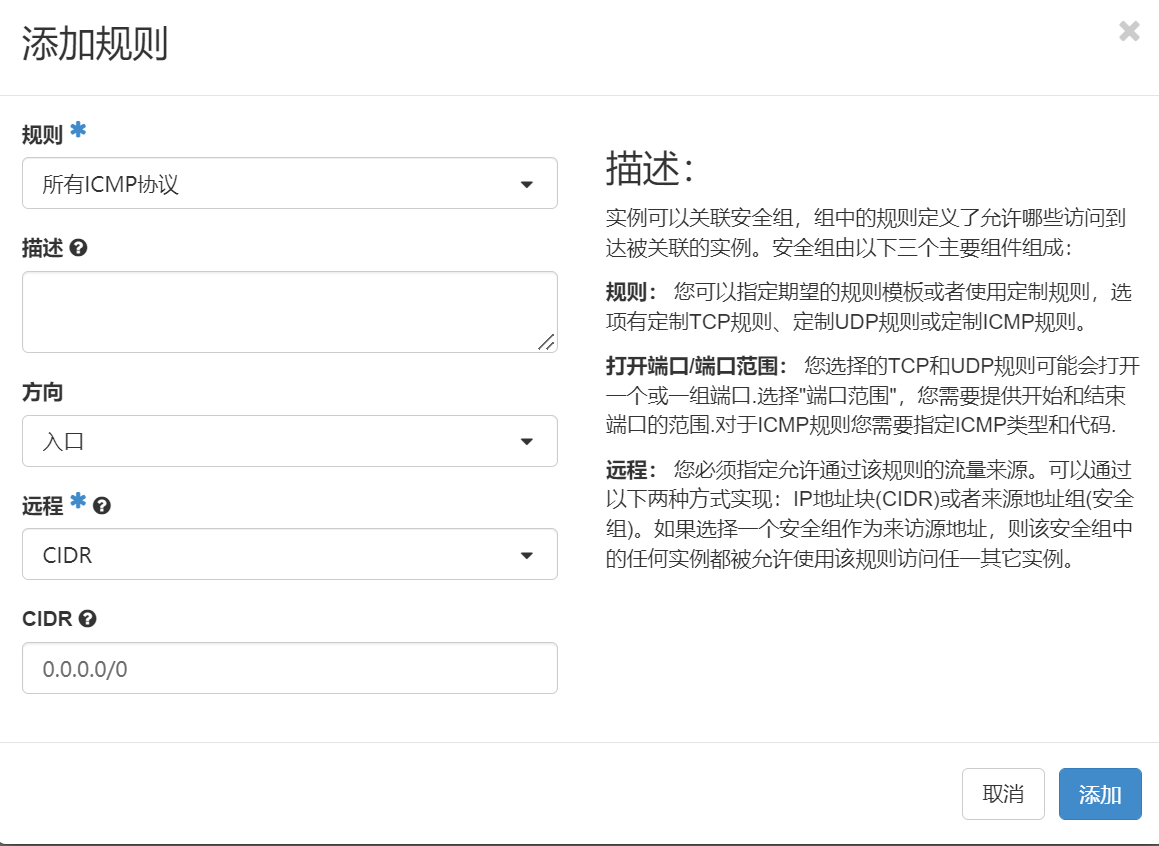 添加规则
规则 *
所有ICMP协议
描述
方向
入口
远程 *
CIDR
CIDR
0.0.0.0/0
描述：
实例可以关联安全组，组中的规则定义了允许哪些访问到
达被关联的实例。安全组由以下三个主要组件组成：
规则： 您可以指定期望的规则模板或者使用定制规则，选
项有定制TCP规则、定制UDP规则或定制ICMP规则。
打开端口/端口范围： 您选择的TCP和UDP规则可能会打开
一个或一组端口.选择"端口范围"，您需要提供开始和结束
端口的范围.对于ICMP规则您需要指定ICMP类型和代码.
远程： 您必须指定允许通过该规则的流量来源。可以通过
以下两种方式实现：IP地址块(CIDR)或者来源地址组(安全
组)。如果选择一个安全组作为来访源地址，则该安全组中
的任何实例都被允许使用该规则访问任一其它实例。
取消
添加